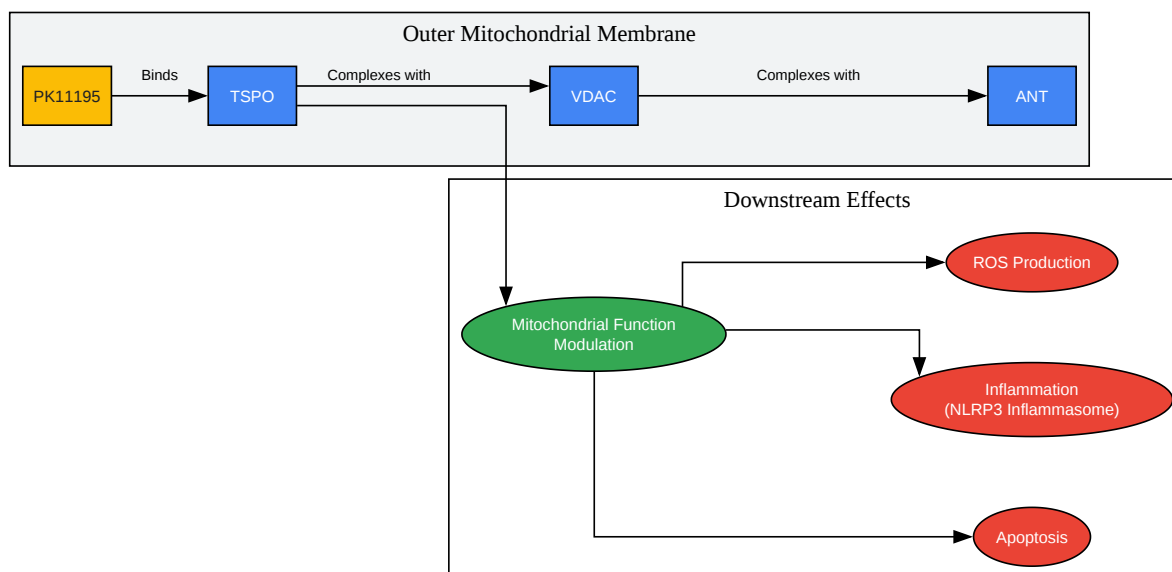 Outer Mitochondrial Membrane
PK11195
Binds
TSPO
Complexes with
VDAC
Complexes with
ANT
Downstream Effects
ROS Production
Mitochondrial Function
Modulation
Inflammation
(NLRP3 Inflammasome)
Apoptosis